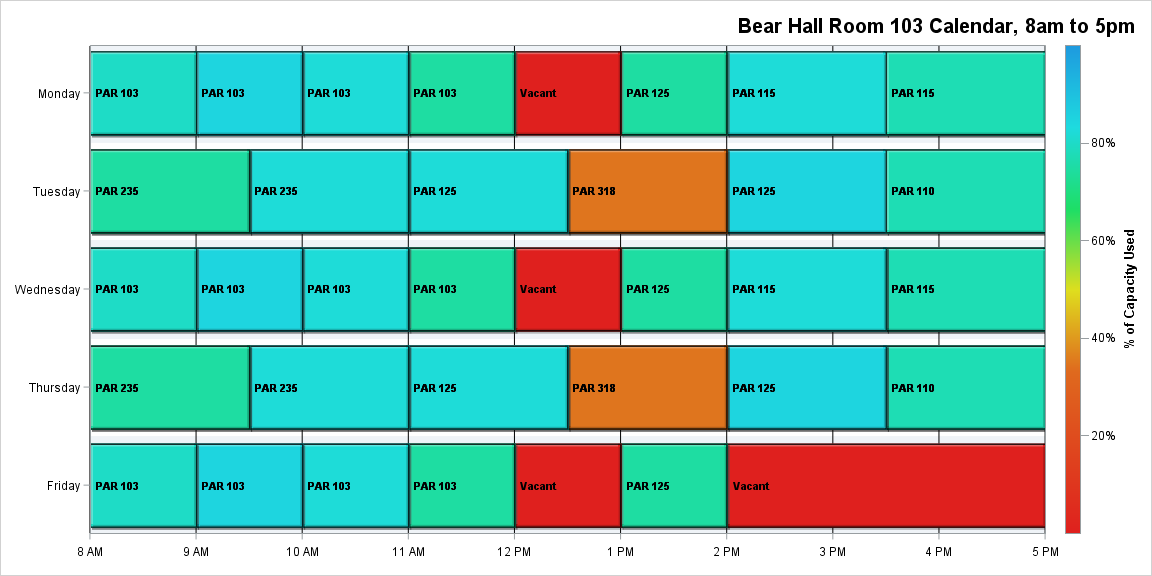 Bear Hall Room 103 Calendar, 8am to 5pm
Monday PAR 103 PAR 103 PAR 103 PAR 103 Vacant PAR 125 PAR 115 PAR 115
80%
Tuesday PAR 235 PAR 235 PAR 125 PAR 318 PAR 125 PAR 110
60%
% of Capacity Used
Wednesday PAR 103 PAR 103 PAR 103 PAR 103 Vacant PAR 125 PAR 115 PAR 115
40%
Thursday PAR 235 PAR 235 PAR 125 PAR 318 PAR 125 PAR 110
20%
Friday PAR 103 PAR 103 PAR 103 PAR 103 Vacant PAR 125 Vacant
8 AM 9 AM 10 AM 11 AM 12 PM 1 PM 2 PM 3 PM 4 PM 5 PM